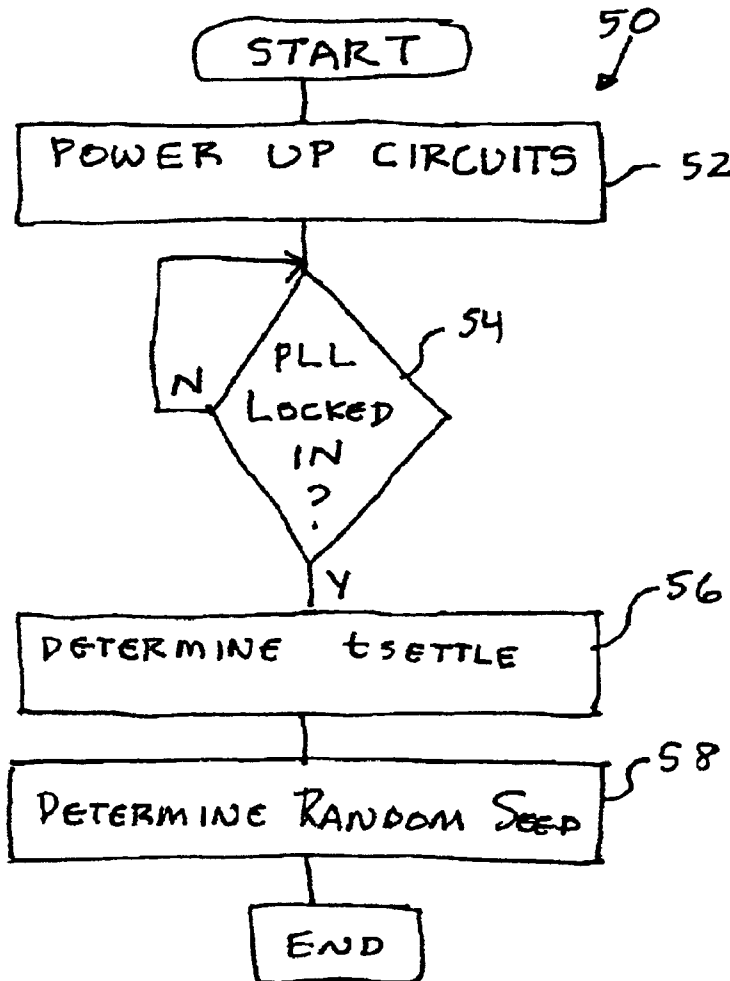 50
START
POWER UP CIRCUITS
52
54
PLL
LOCKED
IN
?
N
Y
56
DETERMINE tSETTLE
58
DETERMINE RANDOM SEED
END